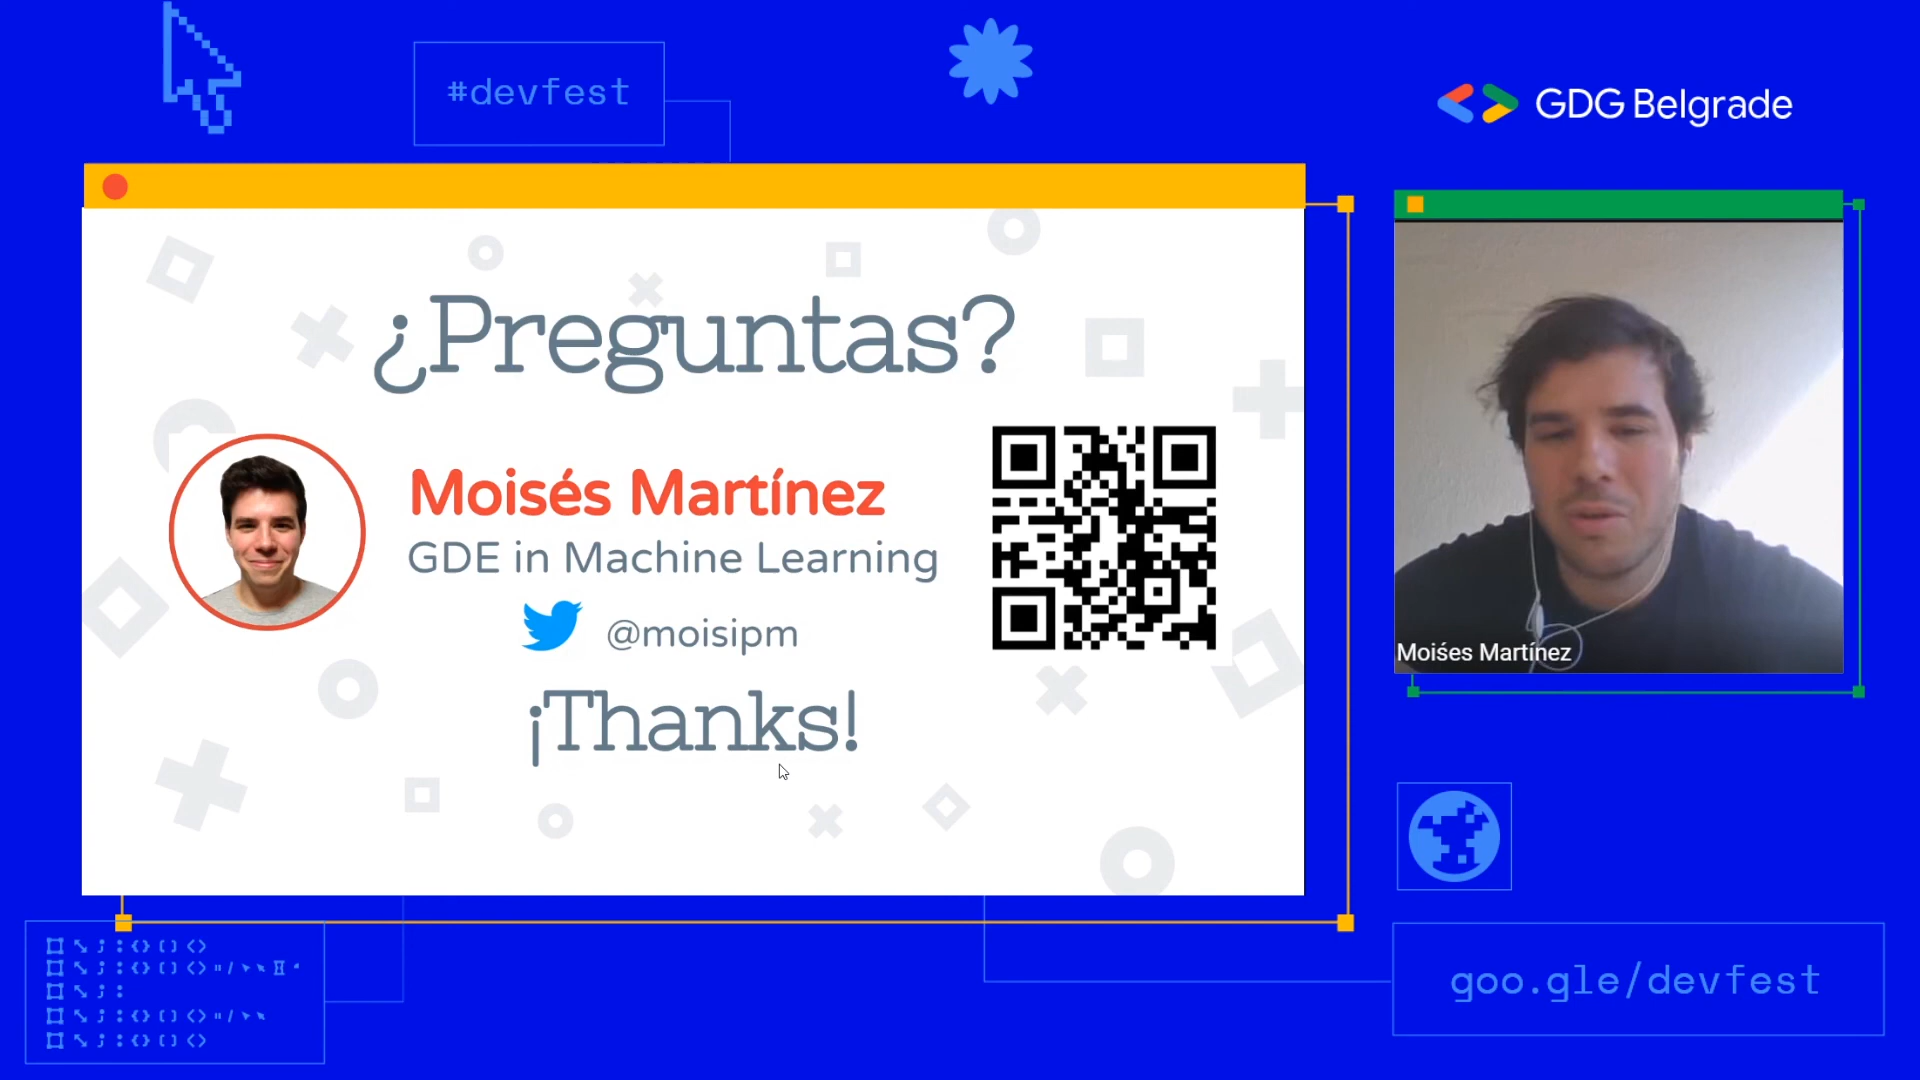 #devfest
GDG Belgrade
¿Preguntas?
Moisés Martínez
GDE in Machine Learning
@moisipm
¡Thanks!
Moiśes Martínez
goo.gle/devfest